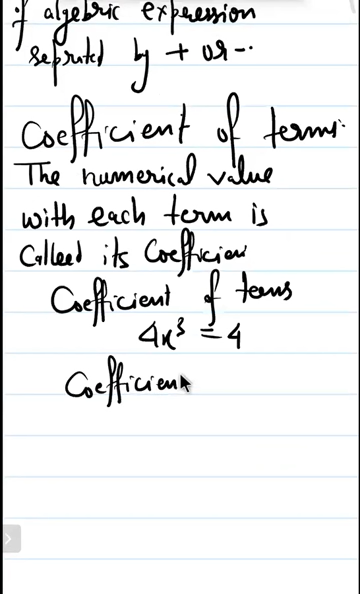 of algebric expression
seprated by + or -.
Coefficient of terms.
The numerical value
with each term is
Called its Coefficien
Coefficient of terms
4x³ = 4
Coefficien